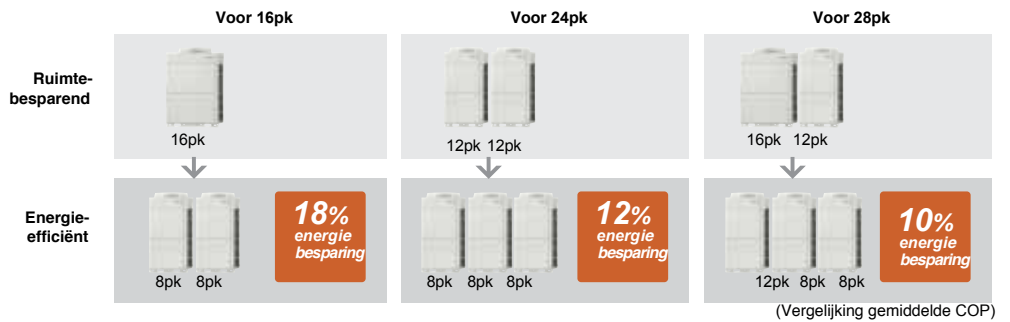 Voor 16pk
Voor 24pk
Voor 28pk
Ruimte-
besparend
16pk
12pk 12pk
16pk 12pk
Energie-
efficiënt
8pk 8pk
18%
energie
besparing
8pk 8pk 8pk
12%
energie
besparing
12pk 8pk 8pk
10%
energie
besparing
(Vergelijking gemiddelde COP)